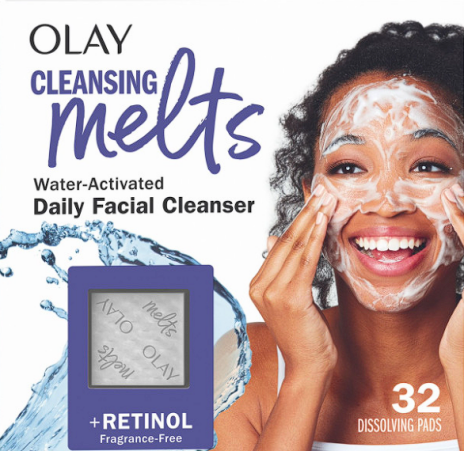 OLAY
CLEANSING
melts
Water-Activated
Daily Facial Cleanser
melts
OLAY
OLAY
melts
+RETINOL
Fragrance-Free
32
DISSOLVING PADS